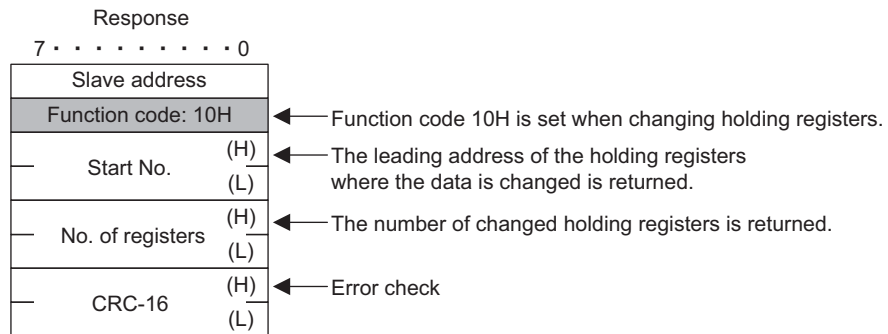 Response
7 · · · · · · · · · 0
Slave address
Function code: 10H
Function code 10H is set when changing holding registers.
Start No.
(H)
(L)
The leading address of the holding registers
where the data is changed is returned.
No. of registers
(H)
(L)
The number of changed holding registers is returned.
CRC-16
(H)
(L)
Error check